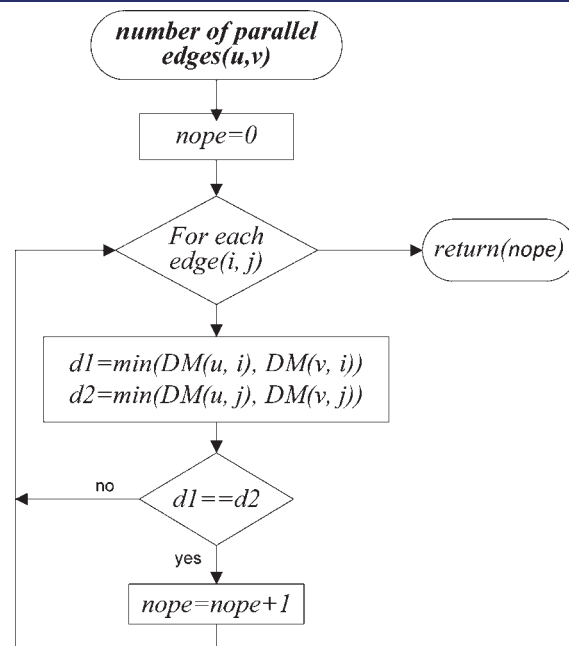 number of parallel
edges(u,v)
nope=0
For each
edge(i, j)
return(nope)
d1=min(DM(u, i), DM(v, i))
d2=min(DM(u, j), DM(v, j))
no
d1==d2
yes
nope=nope+1